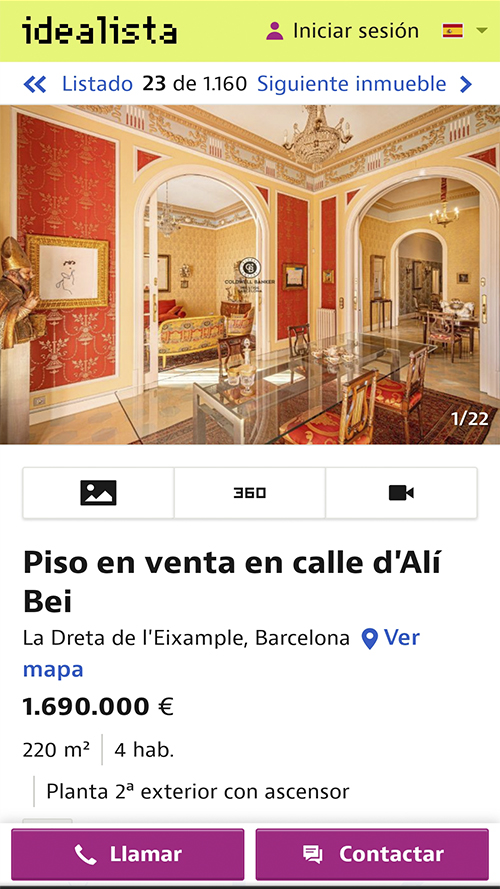 idealista
Iniciar sesión
Listado 23 de 1.160 Siguiente inmueble
COLDWELL BANKER
1/22
360
Piso en venta en calle d'Alí
Bei
La Dreta de l'Eixample, Barcelona Ver
mapa
1.690.000 €
220 m² 4 hab.
Planta 2ª exterior con ascensor
Llamar
Contactar